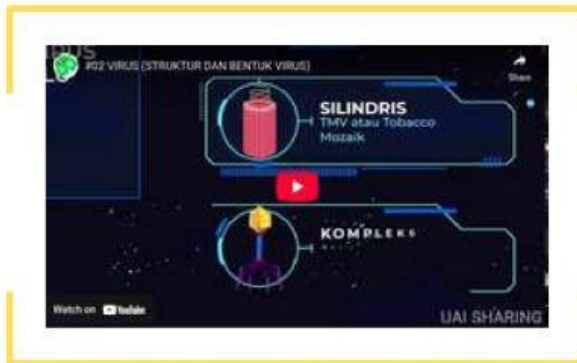 #02 VIRUS (STRUKTUR DAN BENTUK VIRUS)
Share
SILINDRIS
TMV atau Tobacco
Mozaik
KOMPLEKS
Watch on YouTube
UAI SHARING